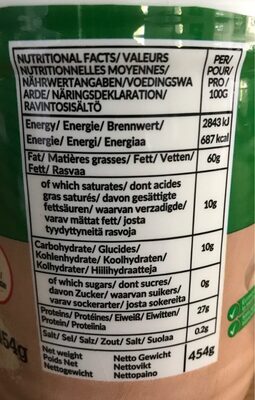 NUTRITIONAL FACTS/ VALEURS
NUTRITIONNELLES MOYENNES/
NÄHRWERTANGABEN/VOEDINGSWA
ARDE/ NÄRINGSDEKLARATION/
RAVINTOSISÄLTÖ
PER/
POUR/
PRO /
100G
Energy/ Energie/ Brennwert/
Energie/ Energi/ Energiaa
2843 kJ
687 kcal
Fat/ Matières grasses/ Fett/ Vetten/
Fett/ Rasvaa
60g
of which saturates/ dont acides
gras saturés/ davon gesättigte
fettsäuren/ waarvan verzadigde/
varav mättat fett/ josta
tyydyttyneitä rasvoja
10g
Carbohydrate/ Glucides/
Kohlenhydrate/ Koolhydraten/
Kolhydrater/ Hiilihydraatteja
10g
of which sugars/ dont sucres/
davon Zucker/ waarvan suikers/
varav sockerarter/ josta sokereita
0g
Proteins/ Protéines/ Eiweiß/ Eiwitten/
Protein/ Proteiinia
27g
Salt/ Sel/ Salz/ Zout/ Salt/ Suolaa
0.2g
Net weight
Poids Net
Nettogewicht
Netto Gewicht
Nettovikt
Nettopaino
454g
454g